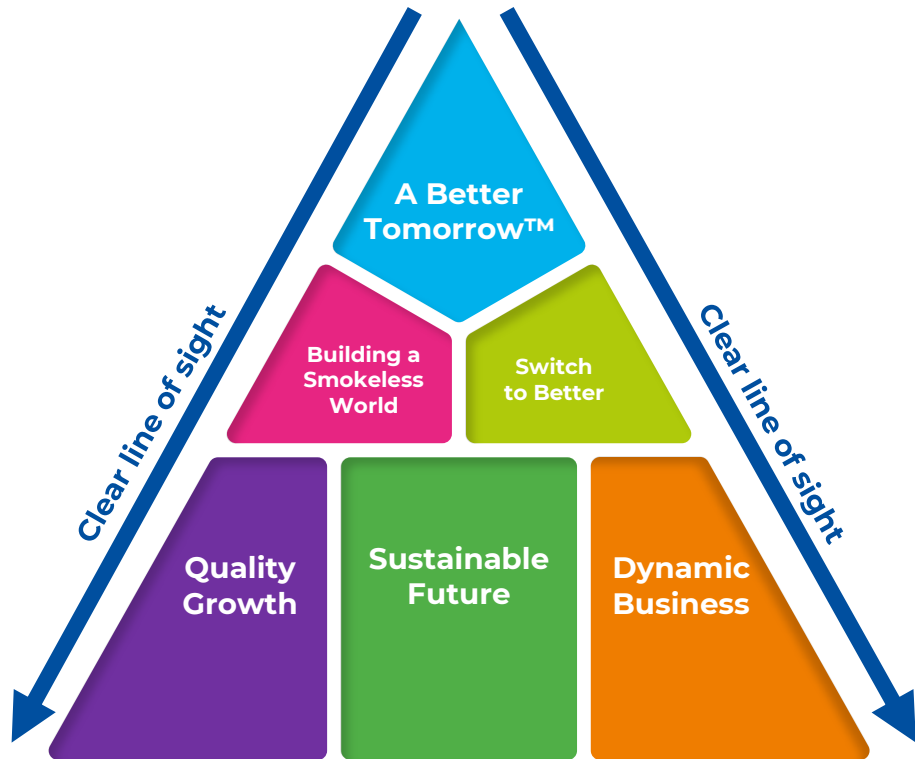 A Better
Tomorrow™
Building a
Smokeless
World
Switch
to Better
Clear line of sight
Clear line of sight
Quality
Growth
Sustainable
Future
Dynamic
Business